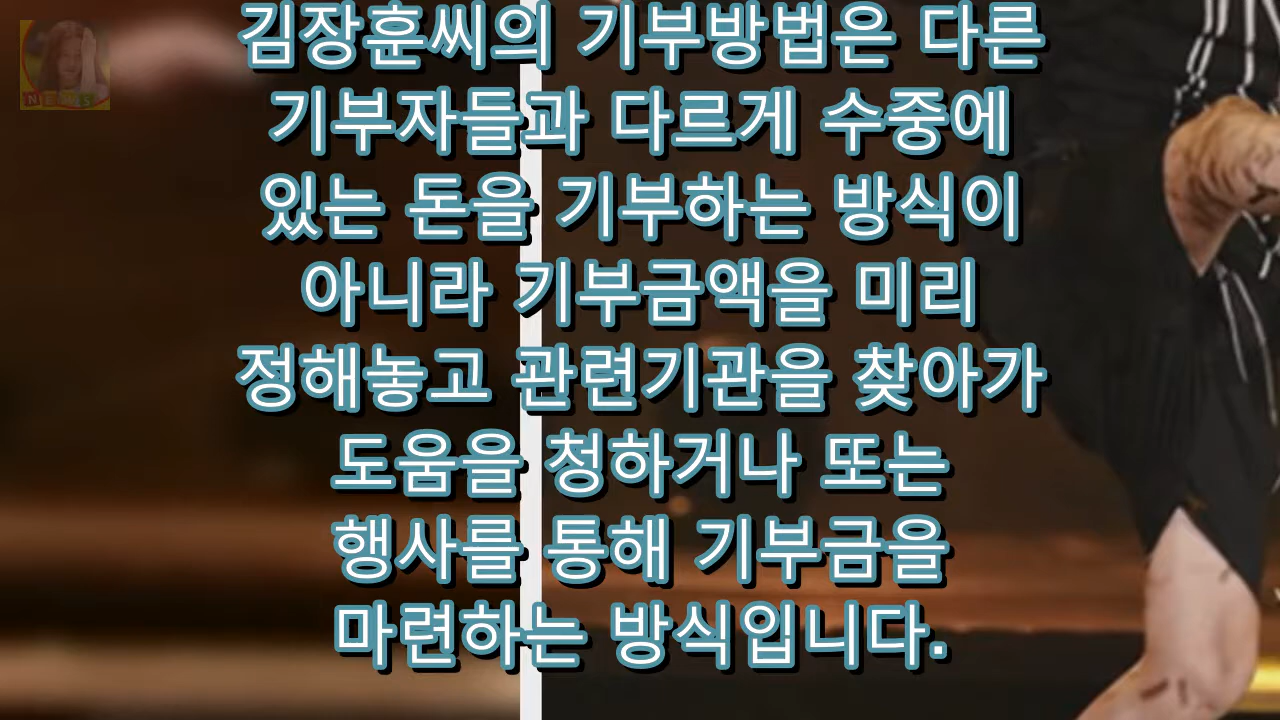 NEWS
김장훈씨의 기부방법은 다른
기부자들과 다르게 수중에
있는 돈을 기부하는 방식이
아니라 기부금액을 미리
정해놓고 관련기관을 찾아가
도움을 청하거나 또는
행사를 통해 기부금을
마련하는 방식입니다.